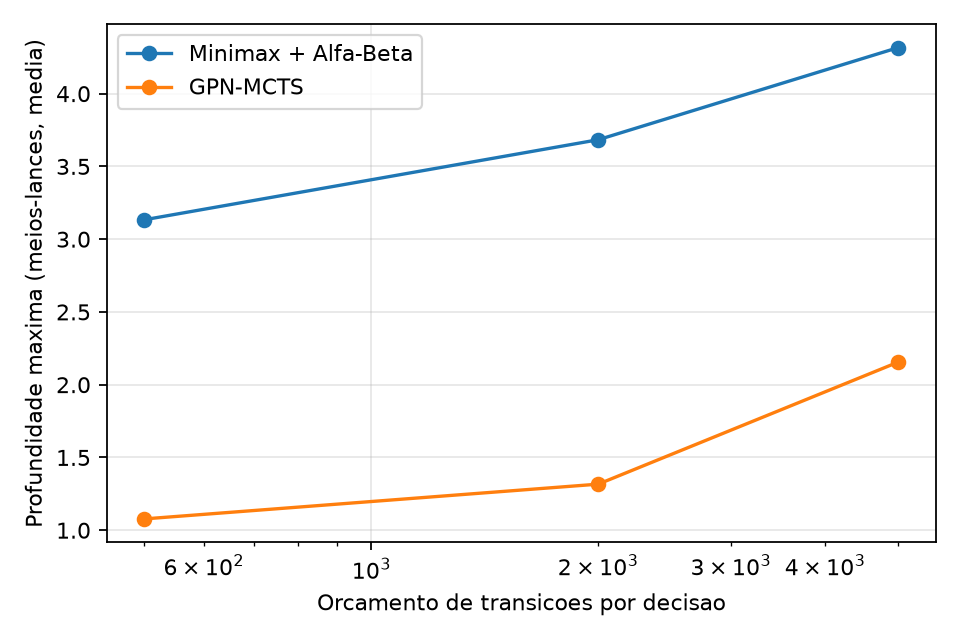 Minimax + Alfa-Beta
GPN-MCTS
Profundidade maxima (meios-lances, media)
4.0
3.5
3.0
2.5
2.0
1.5
1.0
6 × 10²
10³
2 × 10³
3 × 10³
4 × 10³
Orcamento de transicoes por decisao